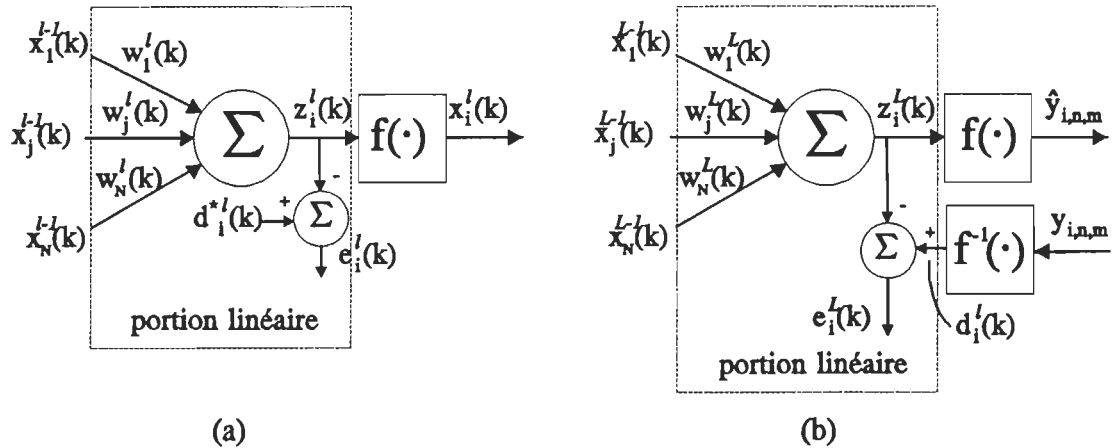 x_1^{l-1}(k)
w_1^l(k)
x_j^{l-1}(k)
w_j^l(k)
Σ
z_i^l(k)
f(·)
x_i^l(k)
w_N^l(k)
x_N^{l-1}(k)
-
d_i^{*l}(k)
+
Σ
e_i^l(k)
portion linéaire
(a)
x_1^{L-1}(k)
w_1^L(k)
x_j^{L-1}(k)
w_j^L(k)
Σ
z_i^L(k)
f(·)
ŷ_{i,n,m}
w_N^L(k)
x_N^{L-1}(k)
-
Σ
+
f^{-1}(·)
y_{i,n,m}
e_i^L(k)
d_i^l(k)
portion linéaire
(b)